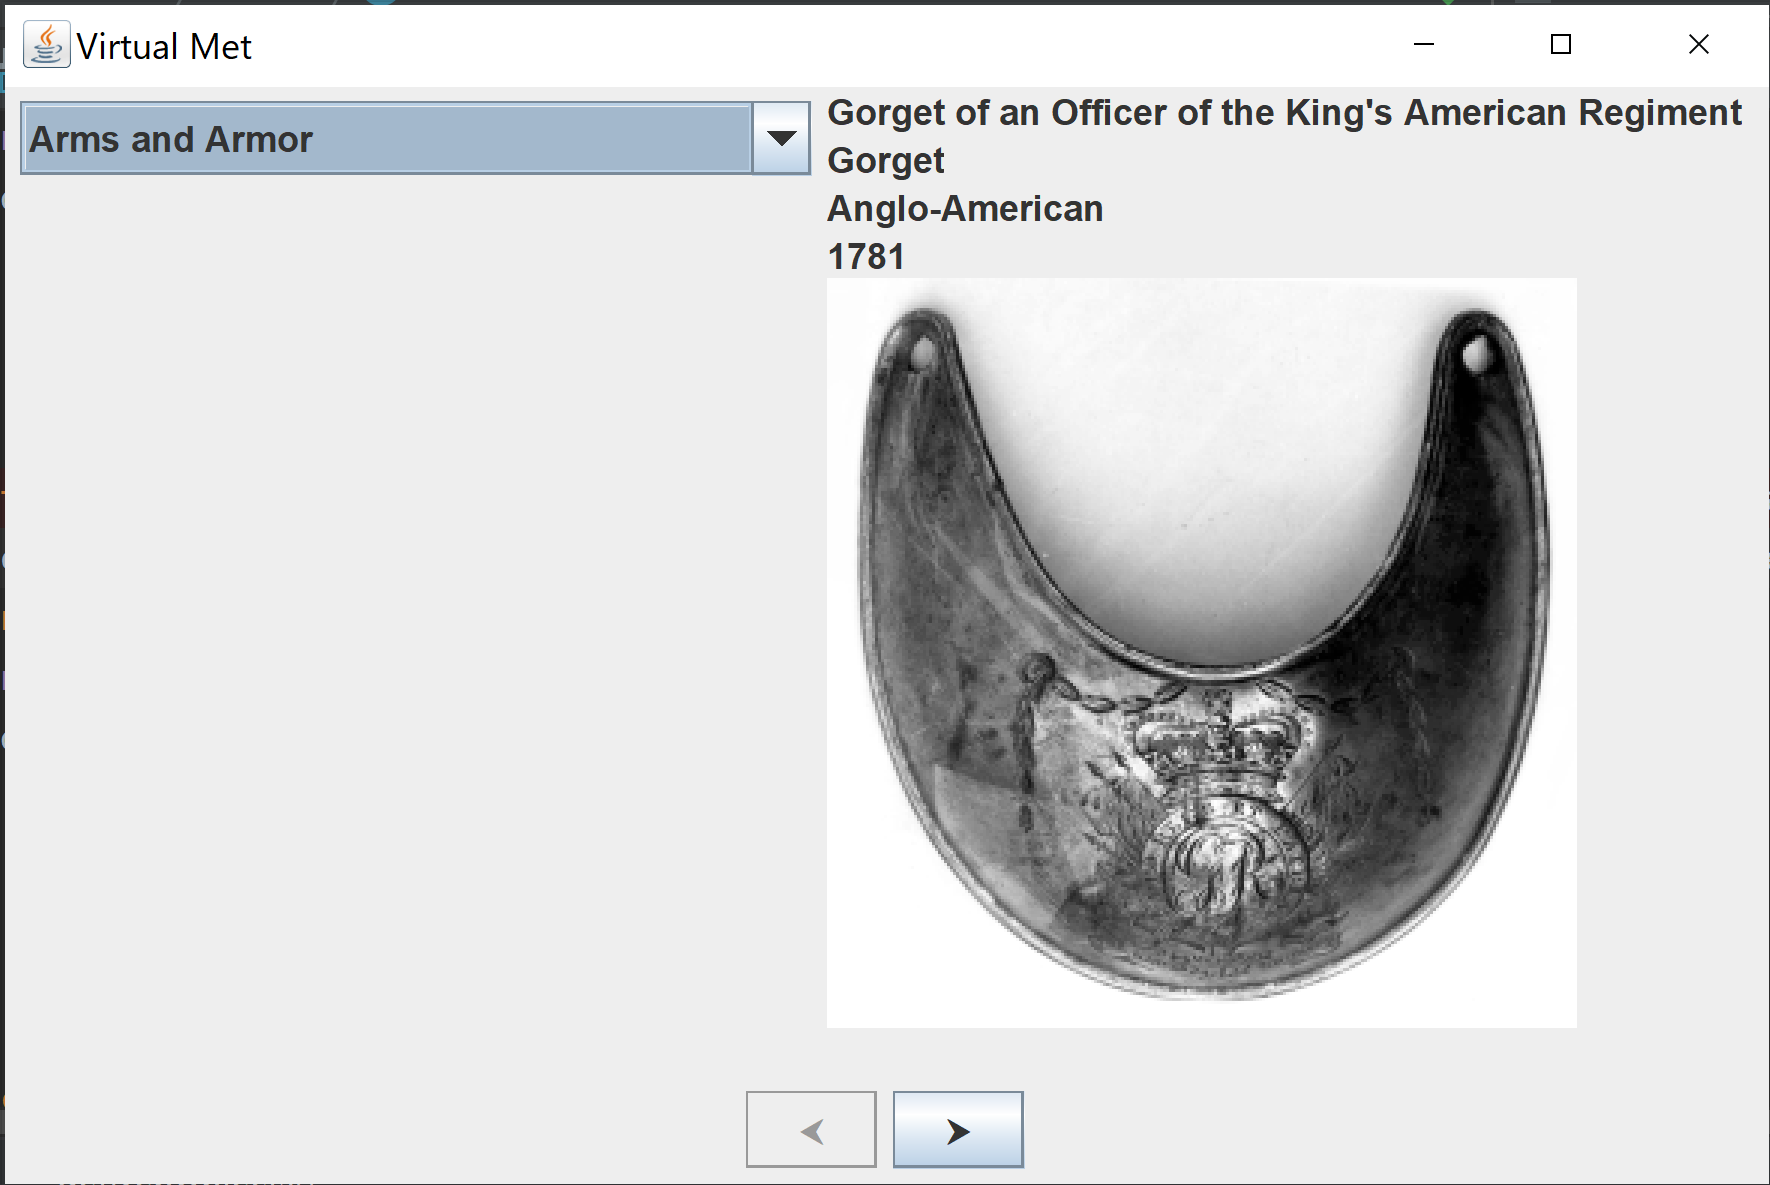 Virtual Met
Arms and Armor
Gorget of an Officer of the King's American Regiment
Gorget
Anglo-American
1781